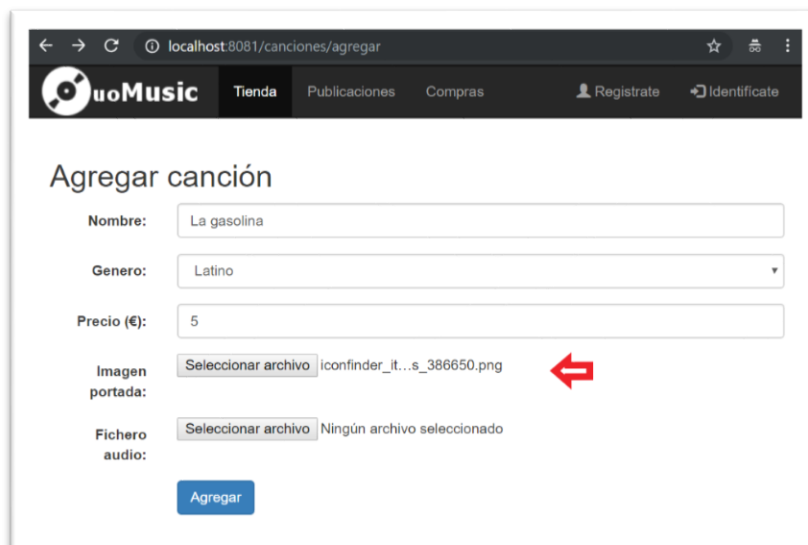 localhost:8081/canciones/agregar
uoMusic Tienda Publicaciones Compras Registrate Identificate
Agregar canción
Nombre: La gasolina
Genero: Latino
Precio (€): 5
Imagen portada: Seleccionar archivo iconfinder_it...s_386650.png
Fichero audio: Seleccionar archivo Ningún archivo seleccionado
Agregar